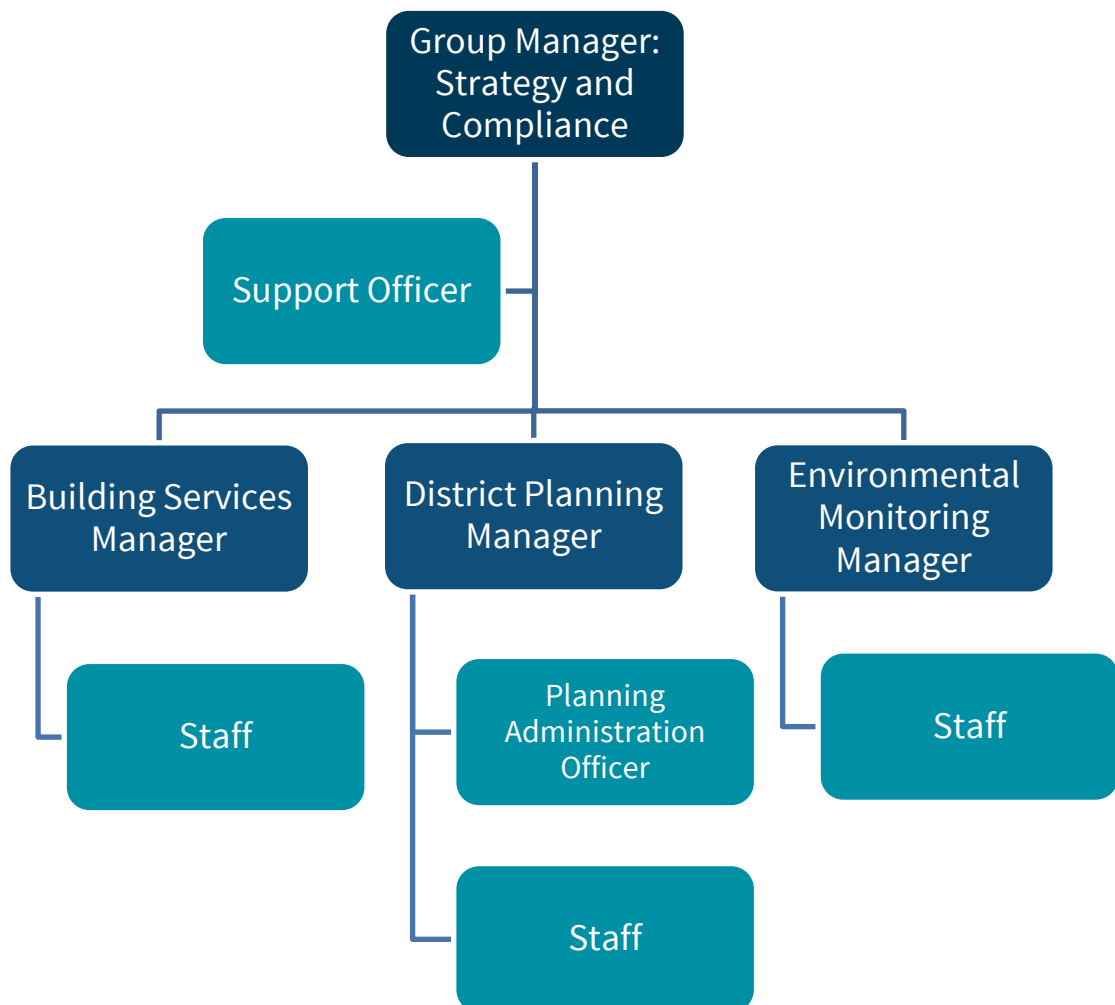 Group Manager:
Strategy and
Compliance
Support Officer
Building Services
Manager
District Planning
Manager
Environmental
Monitoring
Manager
Staff
Planning
Administration
Officer
Staff
Staff